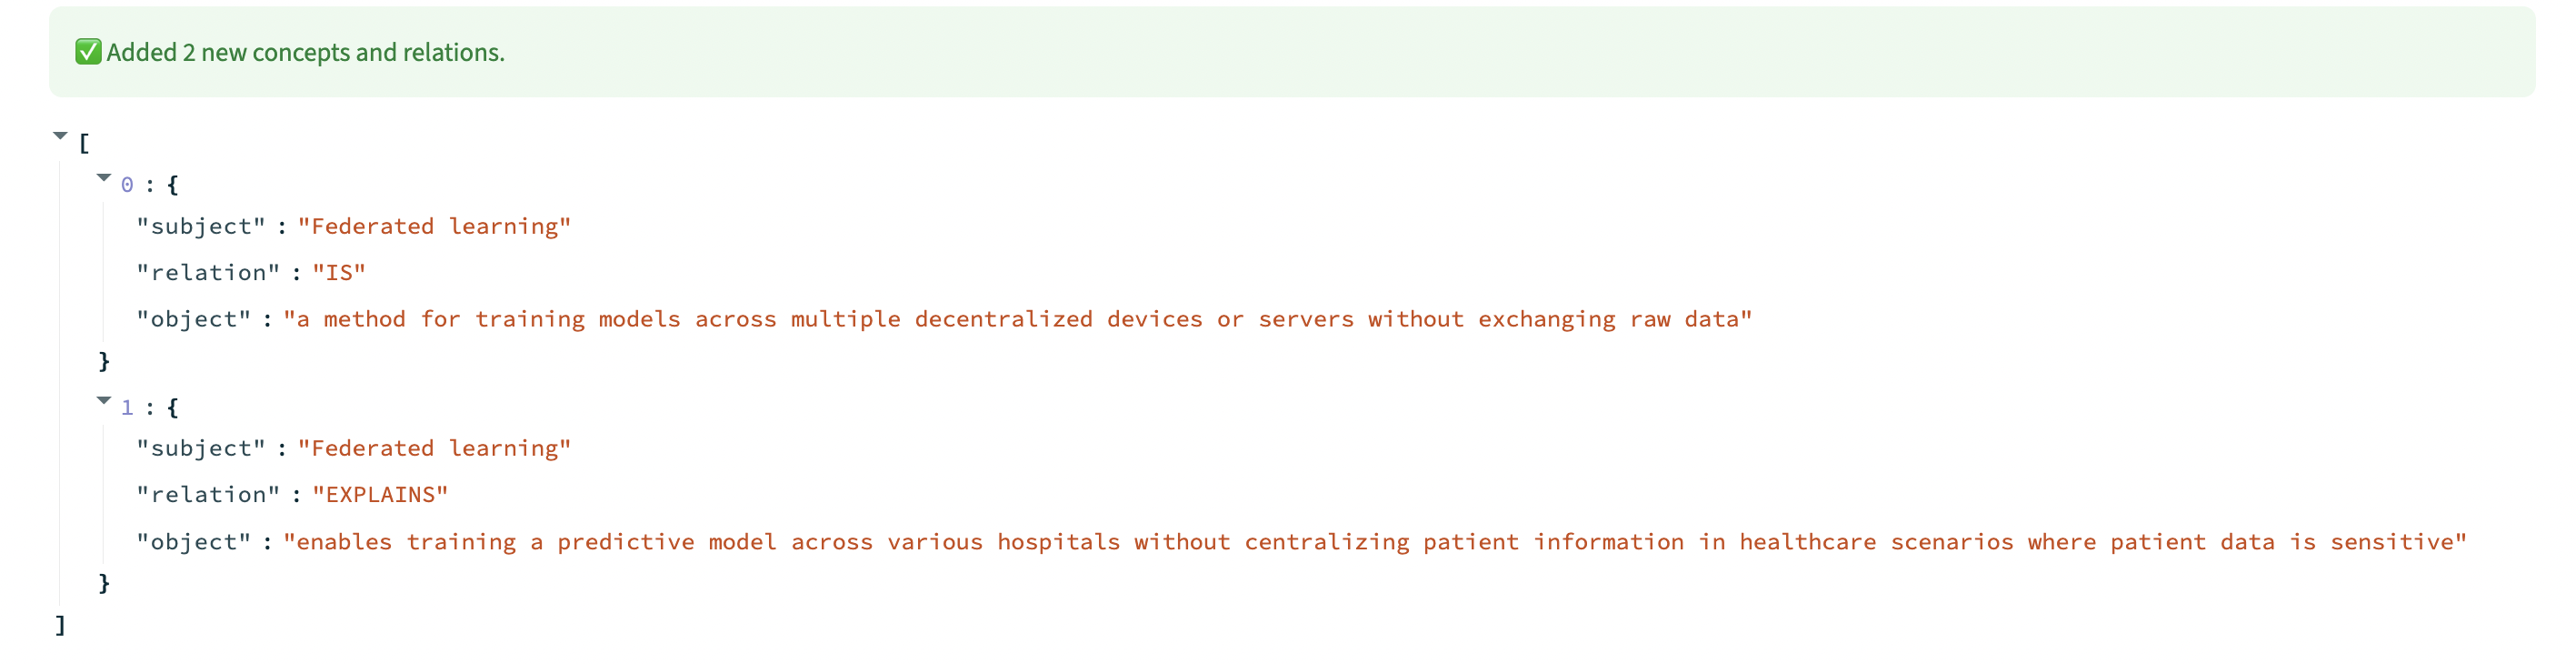 ✅ Added 2 new concepts and relations.
[
0 : {
"subject" : "Federated learning"
"relation" : "IS"
"object" : "a method for training models across multiple decentralized devices or servers without exchanging raw data"
}
1 : {
"subject" : "Federated learning"
"relation" : "EXPLAINS"
"object" : "enables training a predictive model across various hospitals without centralizing patient information in healthcare scenarios where patient data is sensitive"
}
]